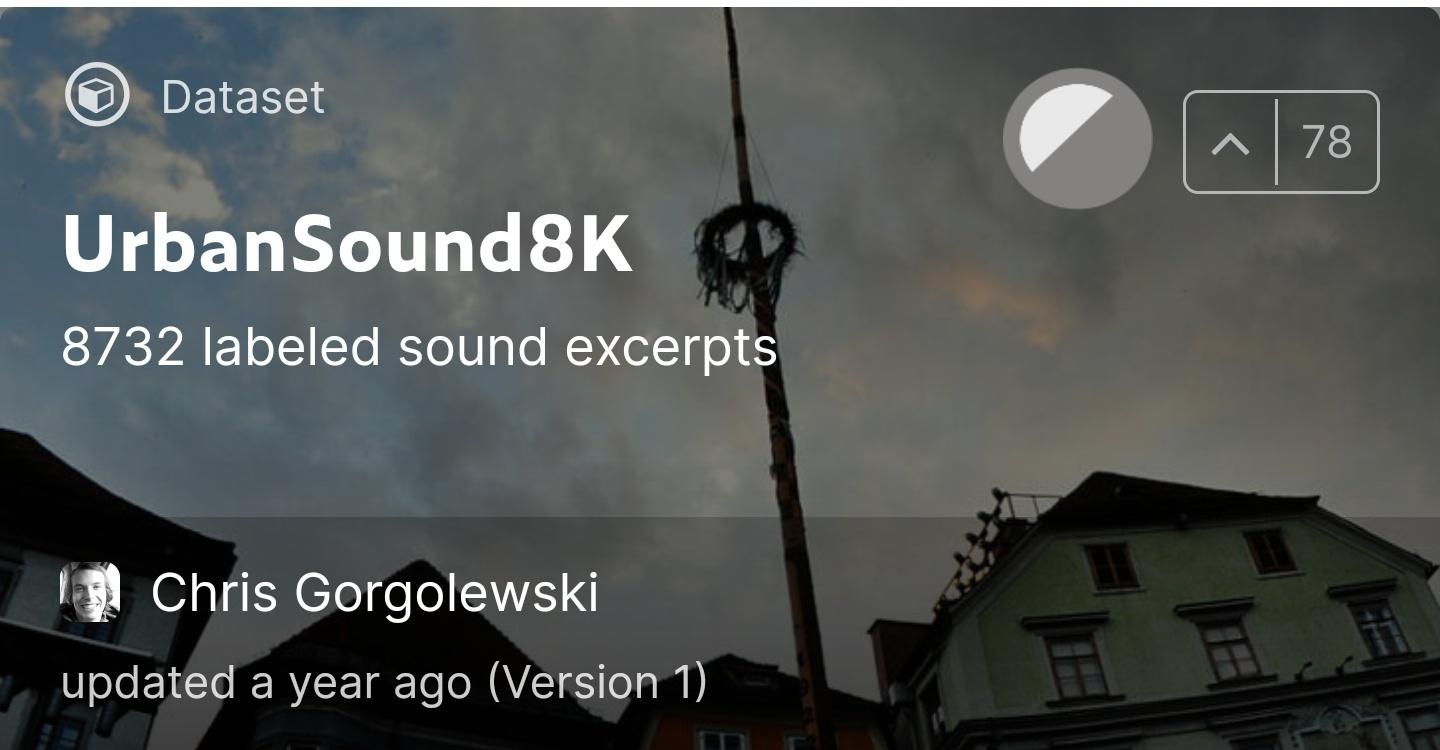 Dataset
78
UrbanSound8K
8732 labeled sound excerpts
Chris Gorgolewski
updated a year ago (Version 1)